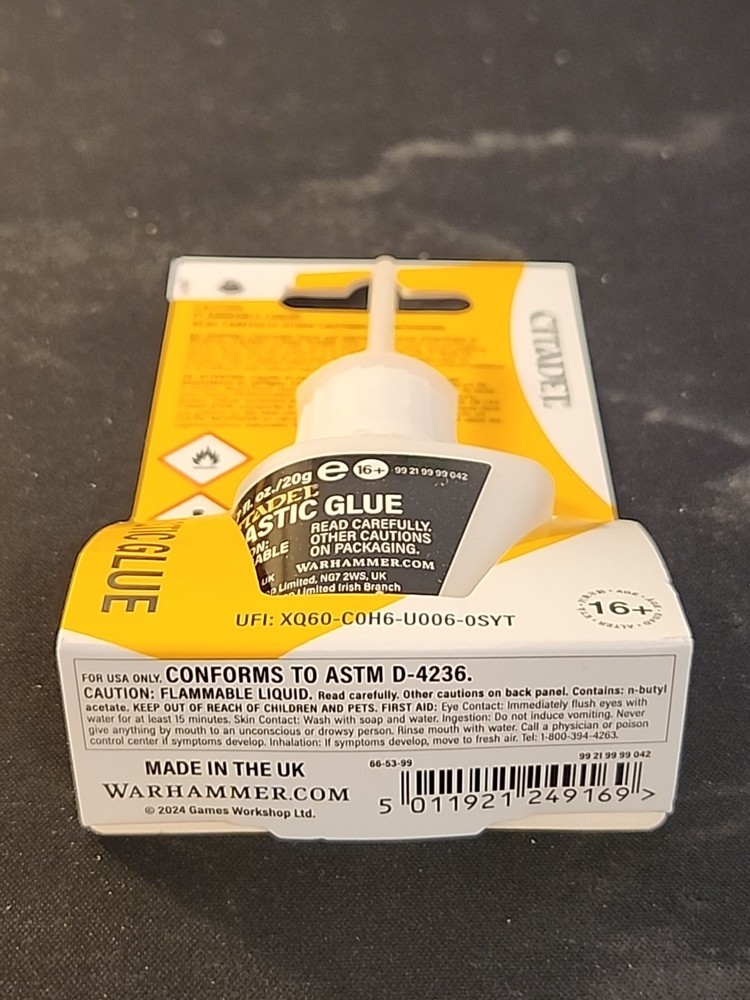 CITADEL
fl. oz./20g e 16+ 99 21 99 99 042
TADEL
ASTIC GLUE
ON: READ CAREFULLY.
ABLE OTHER CAUTIONS
ON PACKAGING.
WARHAMMER.COM
UK
Limited, NG7 2WS, UK
Limited Irish Branch
TIC GLUE
16+
UFI: XQ60-C0H6-U006-0SYT
FOR USA ONLY. CONFORMS TO ASTM D-4236.
CAUTION: FLAMMABLE LIQUID. Read carefully. Other cautions on back panel. Contains: n-butyl
acetate. KEEP OUT OF REACH OF CHILDREN AND PETS. FIRST AID: Eye Contact: Immediately flush eyes with
water for at least 15 minutes. Skin Contact: Wash with soap and water. Ingestion: Do not induce vomiting. Never
give anything by mouth to an unconscious or drowsy person. Rinse mouth with water. Call a physician or poison
control center if symptoms develop. Inhalation: If symptoms develop, move to fresh air. Tel: 1-800-394-4263.
MADE IN THE UK
WARHAMMER.COM
© 2024 Games Workshop Ltd.
66-53-99 99 21 99 99 042
5 011921 249169 >